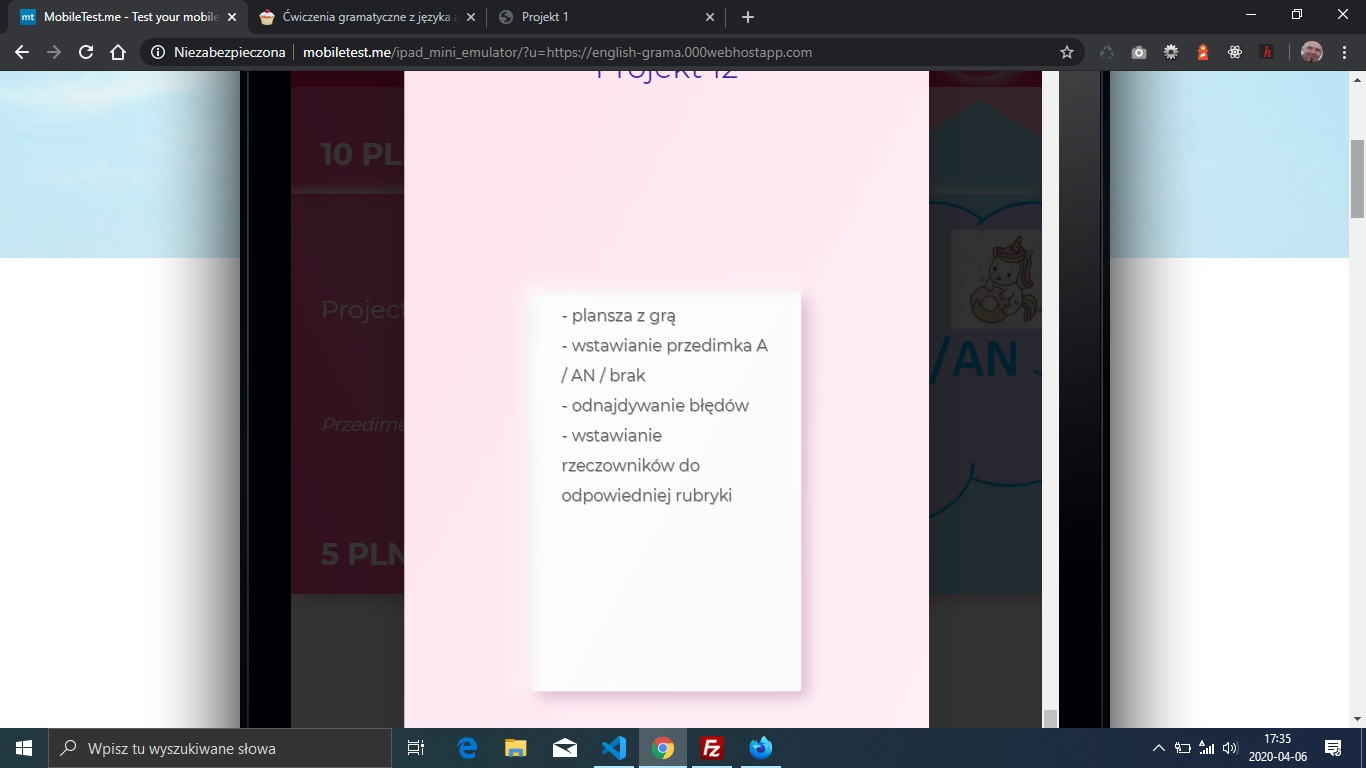 MobileTest.me - Test your mobile
Ćwiczenia gramatyczne z języka a
Projekt 1
Niezabezpieczona
mobiletest.me/ipad_mini_emulator/?u=https://english-grama.000webhostapp.com
Projekt 12
10 PL
- plansza z grą
- wstawianie przedimka A
/ AN / brak
- odnajdywanie błędów
- wstawianie
rzeczowników do
odpowiedniej rubryki
Project
/AN
Przedime
5 PLN
Wpisz tu wyszukiwane słowa
17:35
2020-04-06